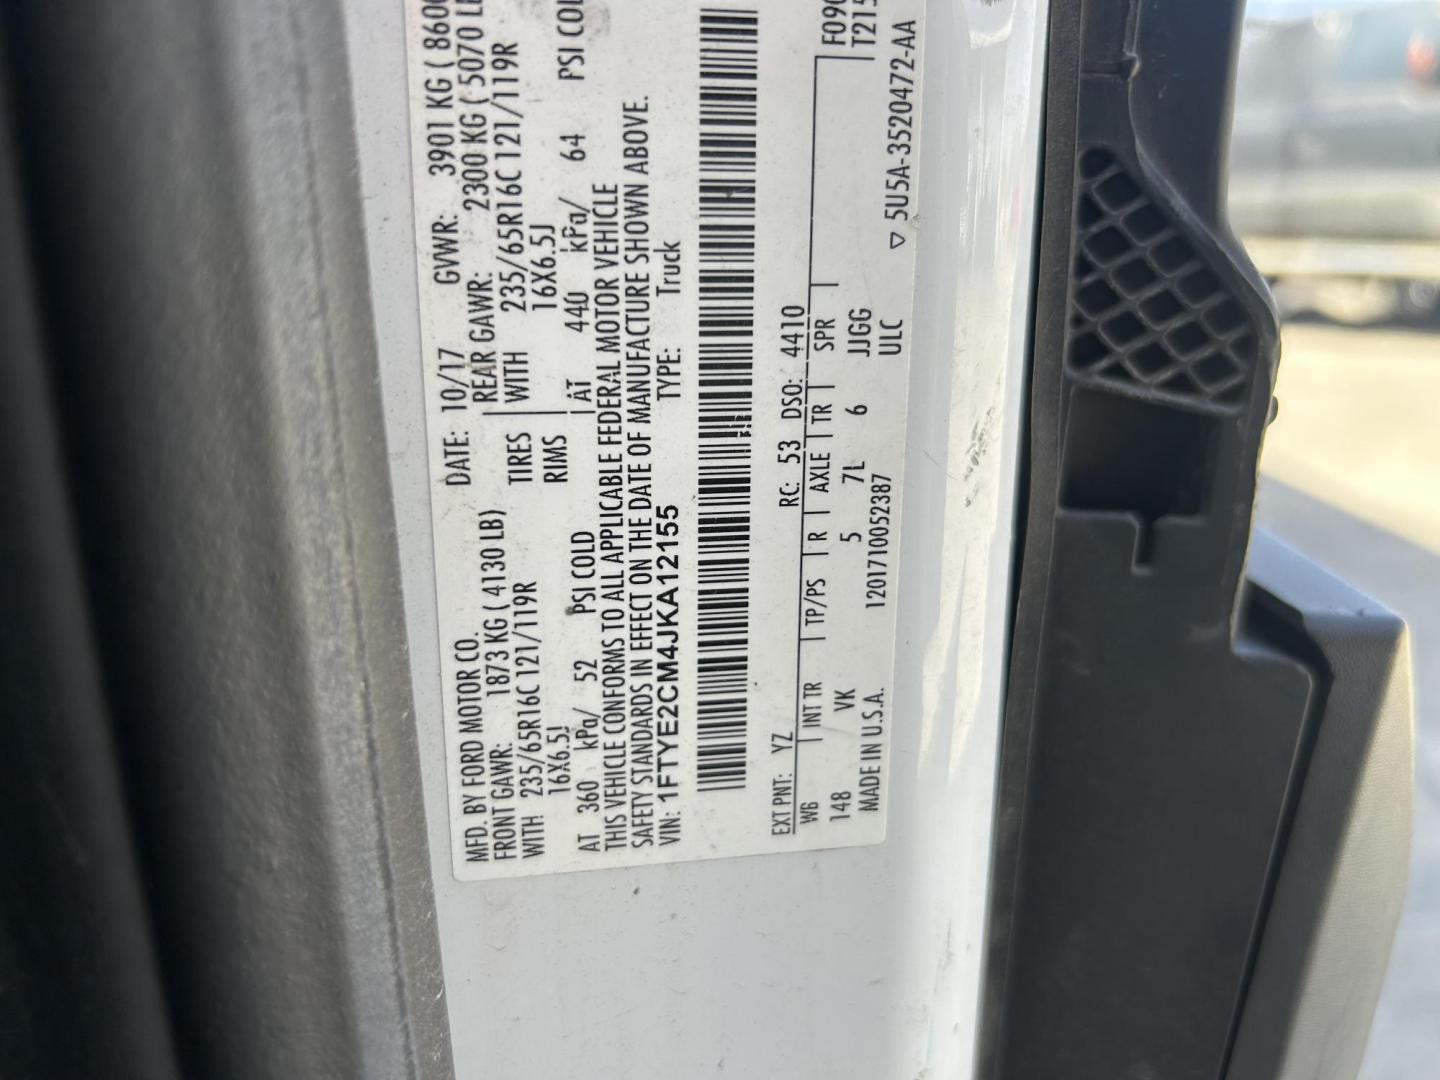 MFD. BY FORD MOTOR CO.
DATE: 10/17 GVWR: 3901 KG ( 860
FRONT GAWR: 1873 KG ( 4130 LB)
REAR GAWR: 2300 KG ( 5070 L
WITH 235/65R16C 121/119R TIRES WITH 235/65R16C 121/119R
16X6.5J RIMS 16X6.5J
AT 360 kPa/ 52 PSI COLD AT 440 kPa/ 64 PSI COL
THIS VEHICLE CONFORMS TO ALL APPLICABLE FEDERAL MOTOR VEHICLE
SAFETY STANDARDS IN EFFECT ON THE DATE OF MANUFACTURE SHOWN ABOVE.
VIN: 1FTYE2CM4JKA12155 TYPE: Truck
EXT PNT: YZ RC: 53 DSO: 4410
WB INT TR TP/PS R AXLE TR SPR F090
148 VK 5 7L 6 JJGG T215
MADE IN U.S.A. 1201710052387 ULC
▽ 5U5A-3520472-AA